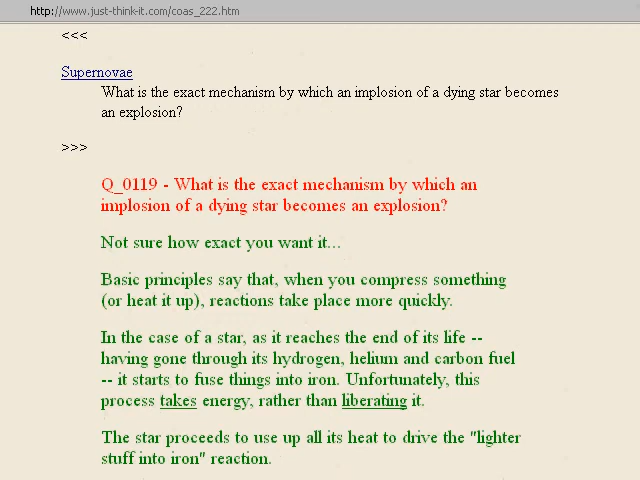 http://www.just-think-it.com/coas_222.htm
<<<
Supernovae
What is the exact mechanism by which an implosion of a dying star becomes
an explosion?
>>>
Q_0119 - What is the exact mechanism by which an
implosion of a dying star becomes an explosion?
Not sure how exact you want it...
Basic principles say that, when you compress something
(or heat it up), reactions take place more quickly.
In the case of a star, as it reaches the end of its life --
having gone through its hydrogen, helium and carbon fuel
-- it starts to fuse things into iron. Unfortunately, this
process takes energy, rather than liberating it.
The star proceeds to use up all its heat to drive the "lighter
stuff into iron" reaction.